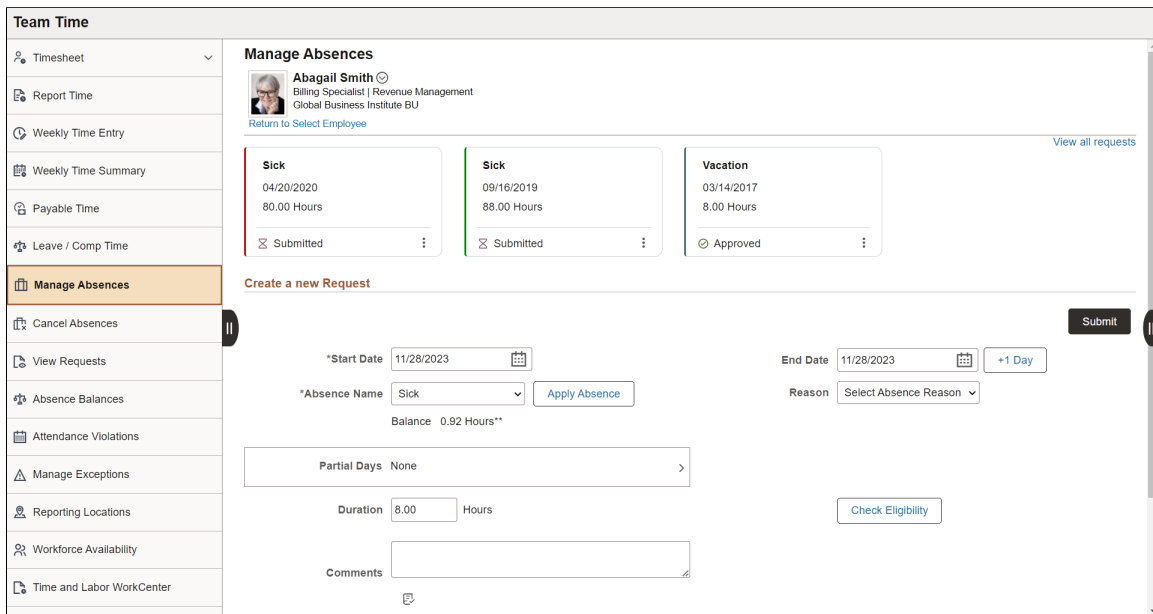 Team Time
Timesheet
Report Time
Weekly Time Entry
Weekly Time Summary
Payable Time
Leave / Comp Time
Manage Absences
Cancel Absences
View Requests
Absence Balances
Attendance Violations
Manage Exceptions
Reporting Locations
Workforce Availability
Time and Labor WorkCenter
Manage Absences
Abagail Smith
Billing Specialist | Revenue Management
Global Business Institute BU
Return to Select Employee
View all requests
Sick
04/20/2020
80.00 Hours
Submitted
Sick
09/16/2019
88.00 Hours
Submitted
Vacation
03/14/2017
8.00 Hours
Approved
Create a new Request
Submit
*Start Date 11/28/2023
End Date 11/28/2023 +1 Day
*Absence Name Sick Apply Absence
Reason Select Absence Reason
Balance 0.92 Hours**
Partial Days None
Duration 8.00 Hours
Check Eligibility
Comments